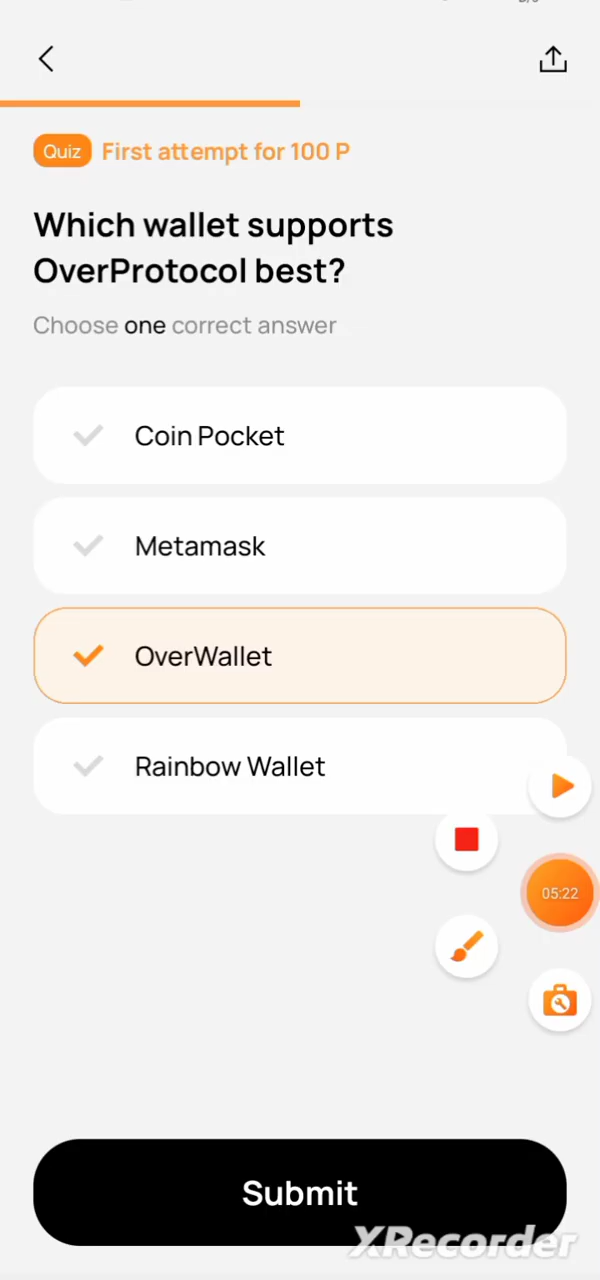 Quiz First attempt for 100 P
Which wallet supports
OverProtocol best?
Choose one correct answer
Coin Pocket
Metamask
OverWallet
Rainbow Wallet
05:22
Submit
XRecorder